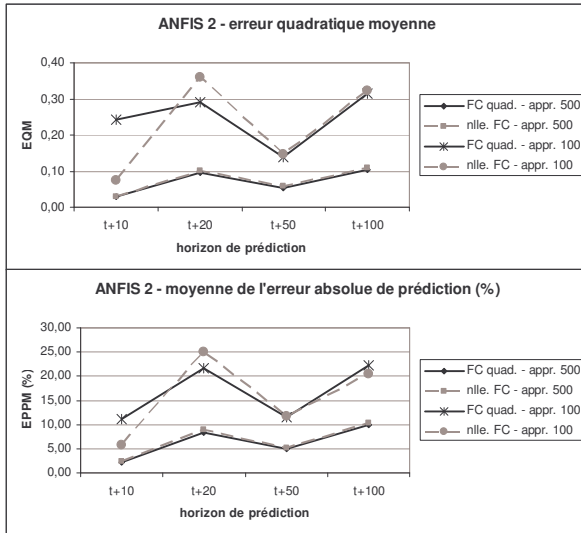 ANFIS 2 - erreur quadratique moyenne
0,40
0,30
0,20
0,10
0,00
EQM
t+10 t+20 t+50 t+100
horizon de prédiction
FC quad. - appr. 500
nlle. FC - appr. 500
FC quad. - appr. 100
nlle. FC - appr. 100
ANFIS 2 - moyenne de l'erreur absolue de prédiction (%)
30,00
25,00
20,00
15,00
10,00
5,00
0,00
EPPM (%)
t+10 t+20 t+50 t+100
horizon de prédiction
FC quad. - appr. 500
nlle. FC - appr. 500
FC quad. - appr. 100
nlle. FC - appr. 100